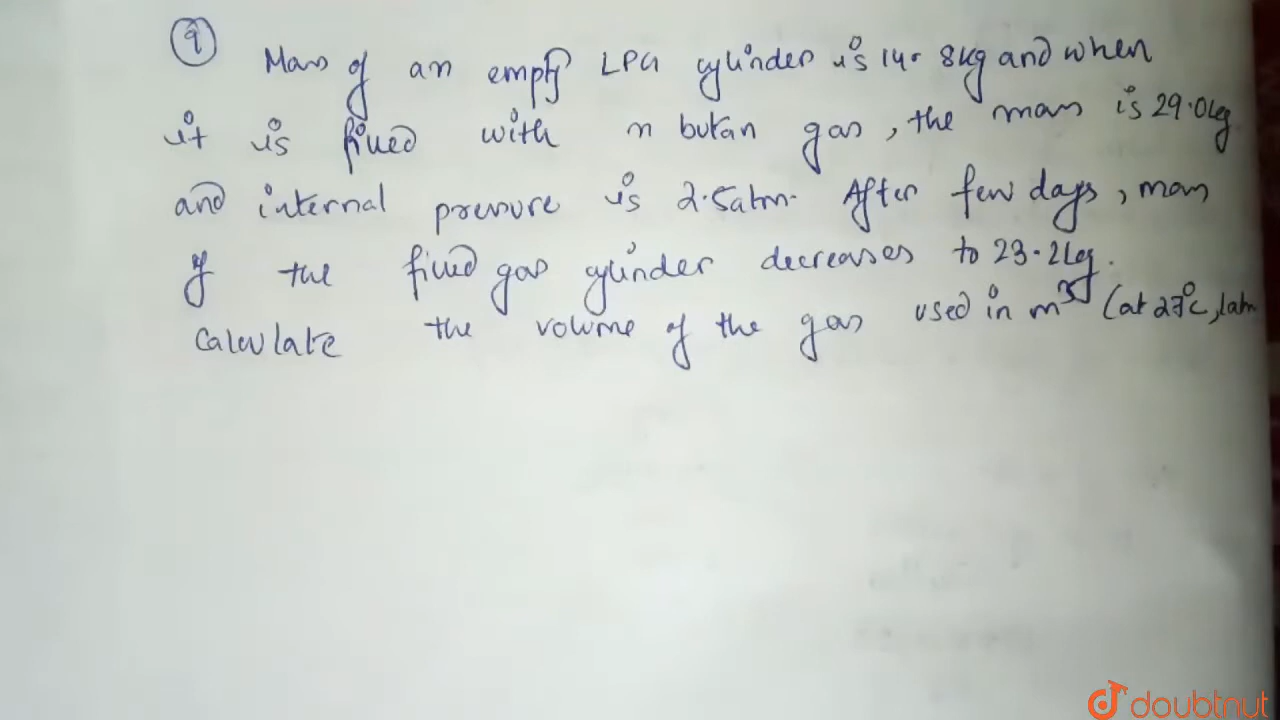 9
Mass of an empty LPG cylinder is 14.8kg and when
it is filled with n butan gas, the mass is 29.0kg
and internal pressure is 2.5atm. After few days, mass
of the filled gas cylinder decreases to 23.2kg.
Calculate the volume of the gas used in m³ (at 27°C, 1atm
doubtnut